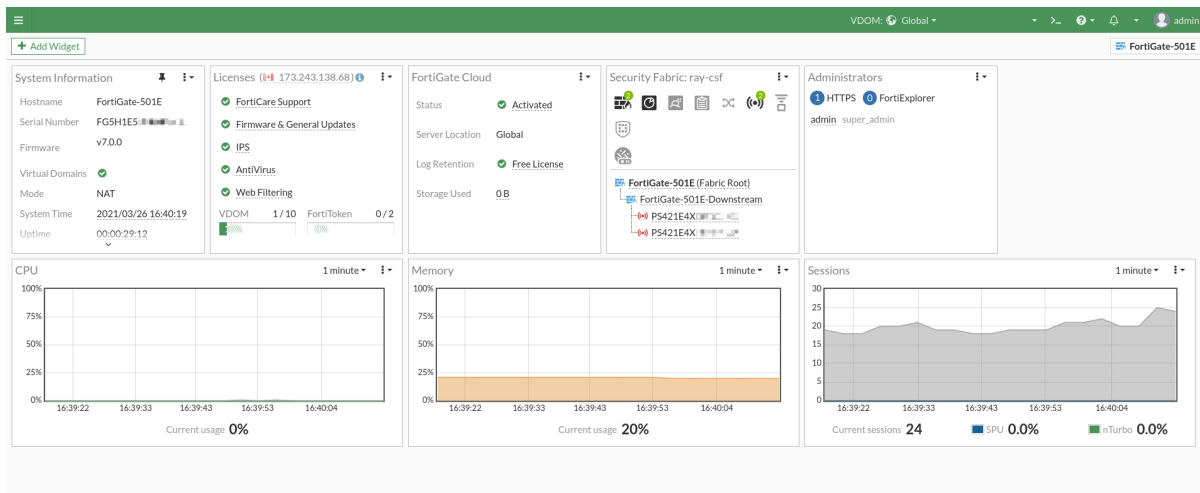 VDOM: Global
admin
Add Widget
FortiGate-501E
System Information
Hostname FortiGate-501E
Serial Number FG5H1E5
Firmware v7.0.0
Virtual Domains
Mode NAT
System Time 2021/03/26 16:40:19
Uptime 00:00:29:12
Licenses (173.243.138.68)
FortiCare Support
Firmware & General Updates
IPS
AntiVirus
Web Filtering
VDOM 1 / 10 FortiToken 0 / 2
10% 0%
FortiGate Cloud
Status Activated
Server Location Global
Log Retention Free License
Storage Used 0 B
Security Fabric: ray-csf
2 2
FortiGate-501E (Fabric Root)
FortiGate-501E-Downstream
PS421E4X
PS421E4X
Administrators
1 HTTPS 0 FortiExplorer
admin super_admin
CPU 1 minute
100%
75%
50%
25%
0%
16:39:22 16:39:33 16:39:43 16:39:53 16:40:04
Current usage 0%
Memory 1 minute
100%
75%
50%
25%
0%
16:39:22 16:39:33 16:39:43 16:39:53 16:40:04
Current usage 20%
Sessions 1 minute
30
25
20
15
10
5
0
16:39:22 16:39:33 16:39:43 16:39:53 16:40:04
Current sessions 24 SPU 0.0% nTurbo 0.0%